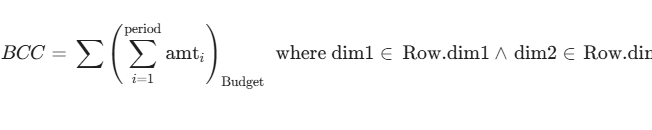 BCC = ∑ ( ∑_{i=1}^{period} amt_i )_{Budget} where dim1 ∈ Row.dim1 ∧ dim2 ∈ Row.dim